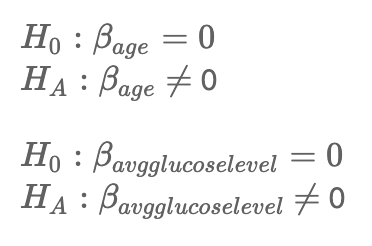 H₀ : β_age = 0
H_A : β_age ≠ 0
H₀ : β_avgglucoselevel = 0
H_A : β_avgglucoselevel ≠ 0